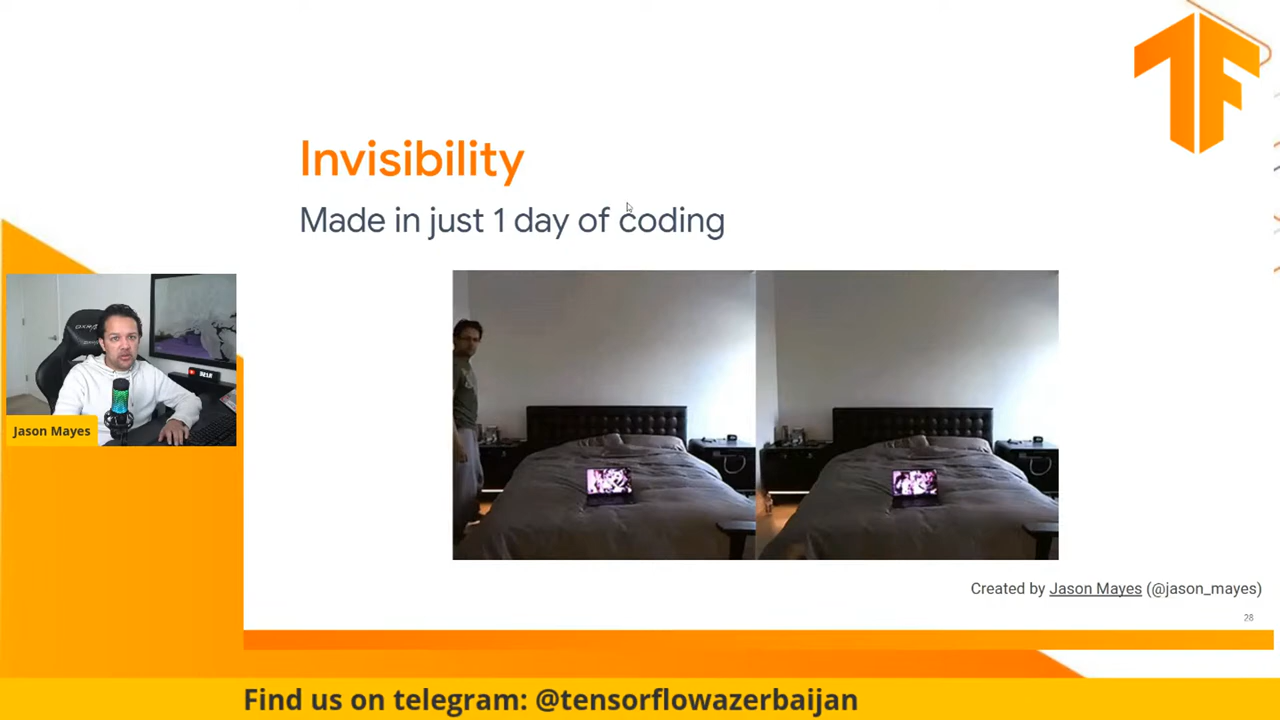 Invisibility
Made in just 1 day of coding
Jason Mayes
Created by Jason Mayes (@jason_mayes)
28
Find us on telegram: @tensorflowazerbaijan